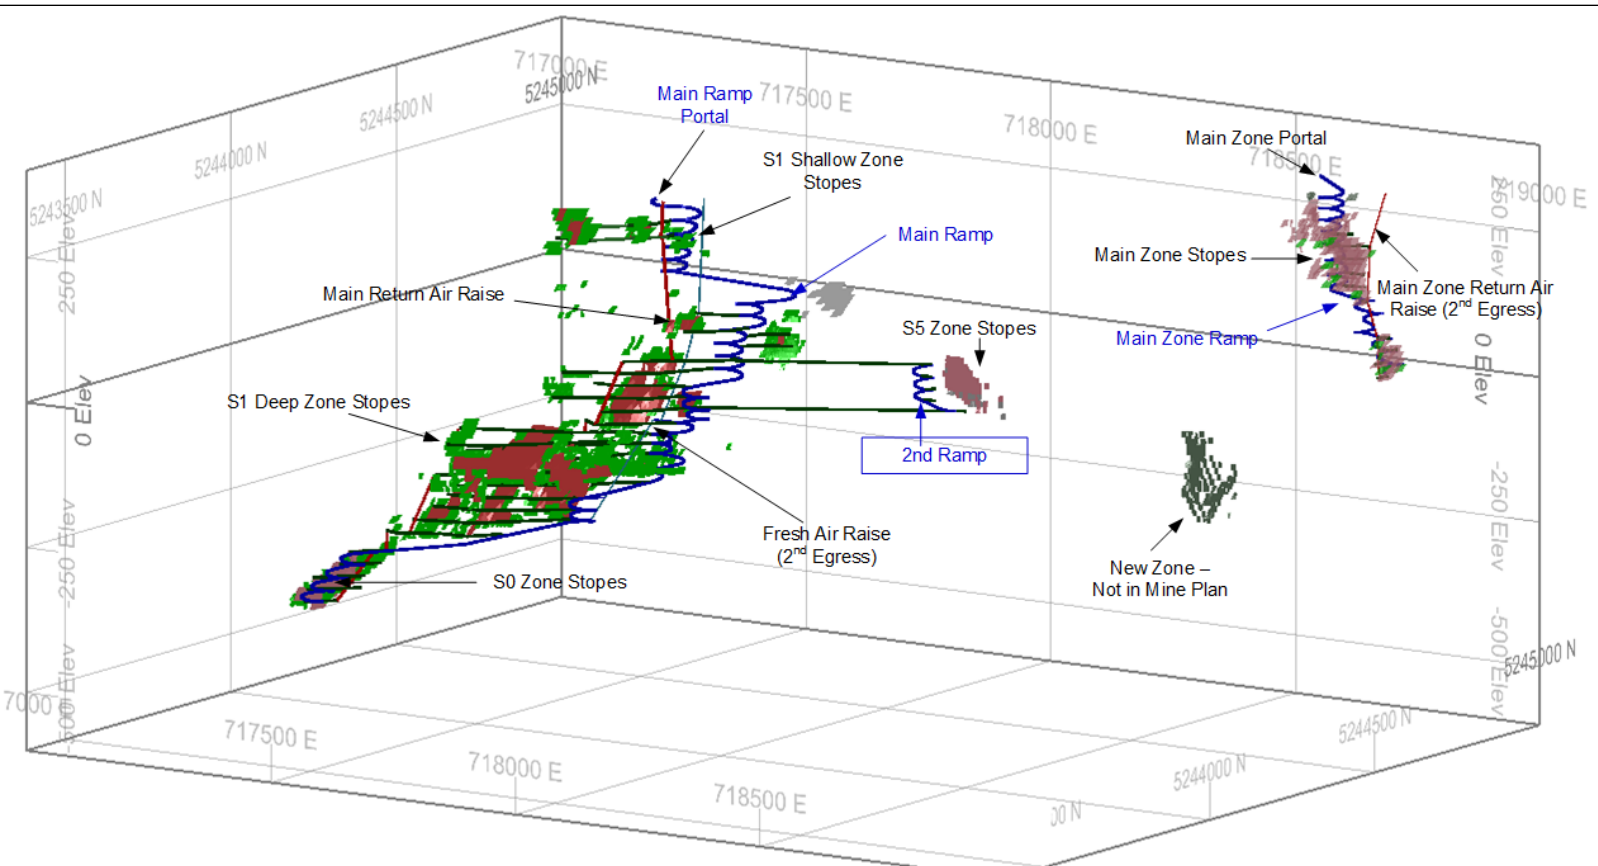 717000 E
5245000 N
5244500 N
717500 E
Main Ramp
Portal
718000 E
Main Zone Portal
5244000 N
S1 Shallow Zone
Stopes
718500 E
719000 E
5243500 N
250 Elev
250 Elev
Main Ramp
Main Zone Stopes
Main Return Air Raise
Main Zone Return Air
Raise (2nd Egress)
S5 Zone Stopes
Main Zone Ramp
0 Elev
0 Elev
S1 Deep Zone Stopes
2nd Ramp
-250 Elev
-250 Elev
Fresh Air Raise
(2nd Egress)
S0 Zone Stopes
New Zone –
Not in Mine Plan
-500 Elev
-500 Elev
5245000 N
7000
717500 E
5244500 N
718000 E
5244000 N
718500 E
00 N